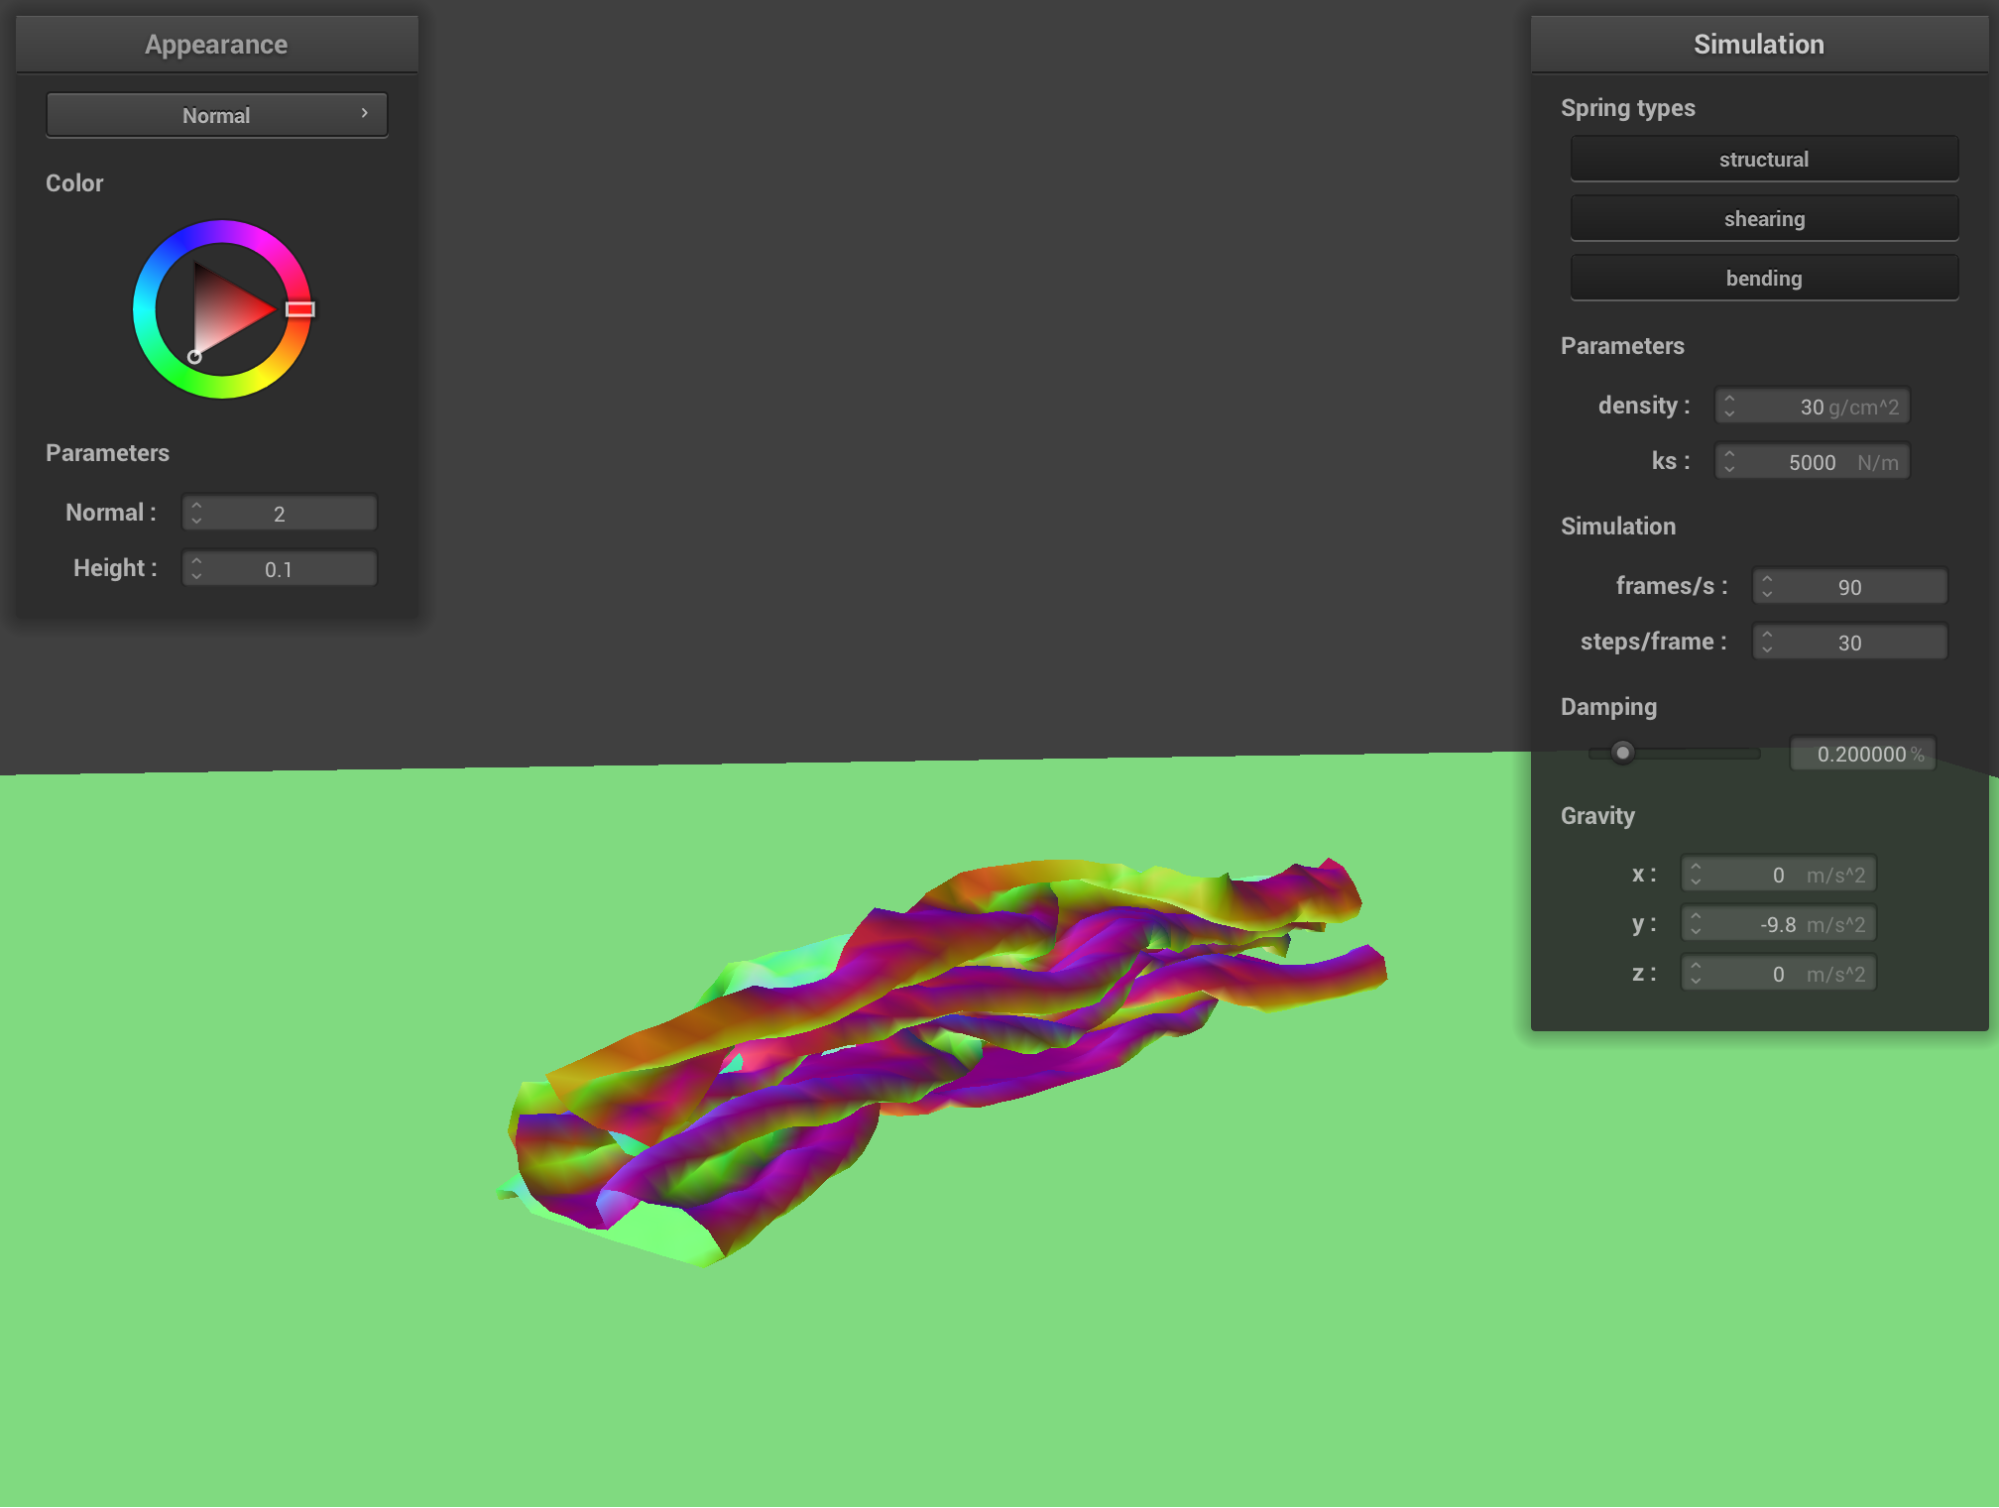 Appearance
Normal
Color
Parameters
Normal : 2
Height : 0.1
Simulation
Spring types
structural
shearing
bending
Parameters
density : 30 g/cm^2
ks : 5000 N/m
Simulation
frames/s : 90
steps/frame : 30
Damping
0.200000 %
Gravity
x : 0 m/s^2
y : -9.8 m/s^2
z : 0 m/s^2